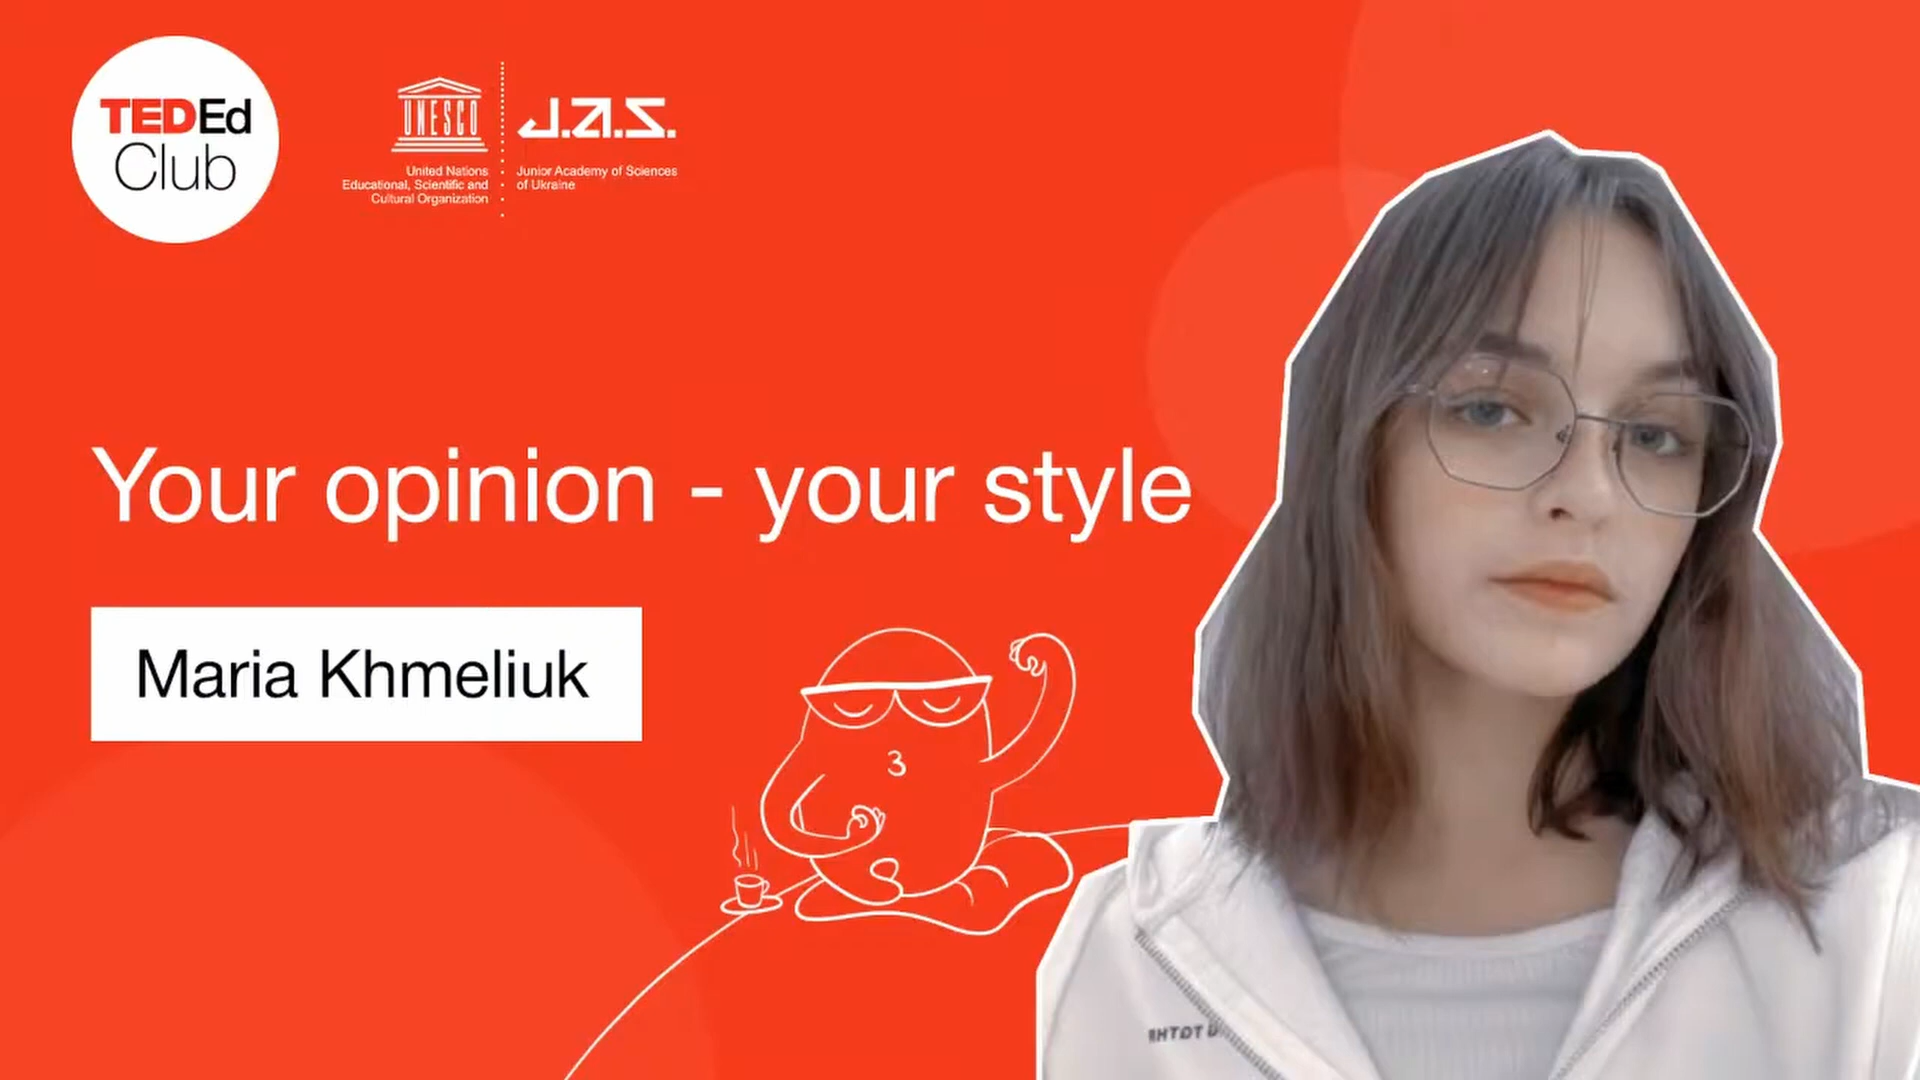 TEDEd
Club
UNESCO
United Nations
Educational, Scientific and
Cultural Organization
J.A.S.
Junior Academy of Sciences
of Ukraine
Your opinion - your style
Maria Khmeliuk